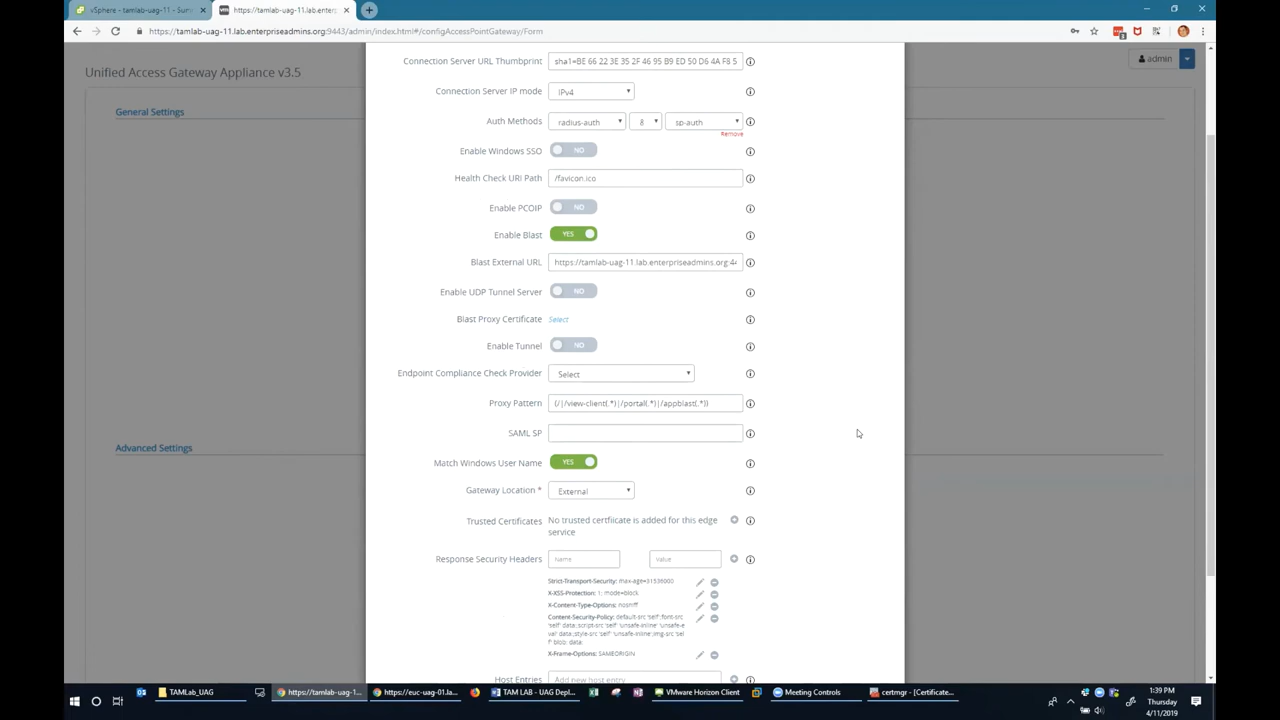 vSphere - tamlab-uag-11 - Sum
https://tamlab-uag-11.lab.enterp
https://tamlab-uag-11.lab.enterpriseadmins.org:9443/admin/index.html#/configAccessPointGateway/Form
Unified Access Gateway Appliance v3.5
admin
General Settings
Advanced Settings
Connection Server URL Thumbprint
sha1=BE 66 22 3E 35 2F 46 95 B9 ED 50 D6 4A F8 5
Connection Server IP mode
IPv4
Auth Methods
radius-auth
&
sp-auth
Remove
Enable Windows SSO
NO
Health Check URI Path
/favicon.ico
Enable PCOIP
NO
Enable Blast
YES
Blast External URL
https://tamlab-uag-11.lab.enterpriseadmins.org:44
Enable UDP Tunnel Server
NO
Blast Proxy Certificate
Select
Enable Tunnel
NO
Endpoint Compliance Check Provider
Select
Proxy Pattern
(/|/view-client(.*)|/portal(.*)|/appblast(.*))
SAML SP
Match Windows User Name
YES
Gateway Location *
External
Trusted Certificates
No trusted certfiicate is added for this edge
service
Response Security Headers
Name
Value
Strict-Transport-Security: max-age=31536000
X-XSS-Protection: 1; mode=block
X-Content-Type-Options: nosniff
Content-Security-Policy: default-src 'self';font-src
'self' data:;script-src 'self' 'unsafe-inline' 'unsafe-e
val' data:;style-src 'self' 'unsafe-inline';img-src 'sel
f' blob: data:
X-Frame-Options: SAMEORIGIN
Host Entries
Add new host entry
TAMLab_UAG
https://tamlab-uag-1...
https://euc-uag-01.la...
TAM LAB - UAG Depl...
VMware Horizon Client
Meeting Controls
certmgr - [Certificate...
1:39 PM
Thursday
4/11/2019